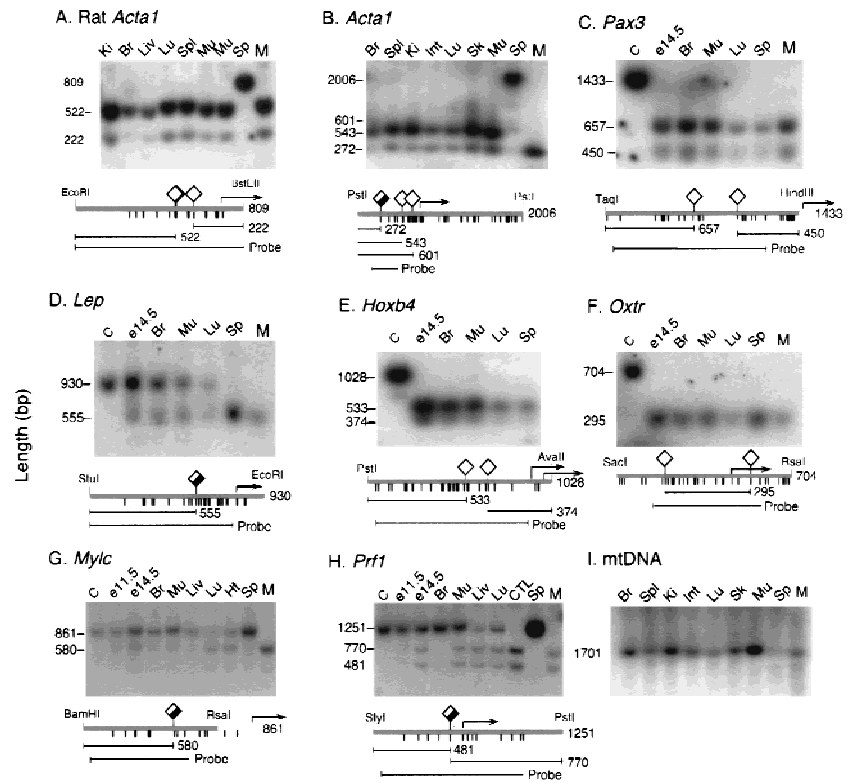 A. Rat Acta1
Ki Br Liv Lu Spl Mu Mu Sp M
809
522
222
EcoRI BstEIII
809
222
522
Probe
B. Acta1
Br Spl Ki Int Lu Sk Mu Sp M
2006
601
543
272
PstI PstI
2006
272
543
601
Probe
C. Pax3
C e14.5 Br Mu Lu Sp M
1433
657
450
TaqI HindIII
1433
657
450
Probe
Length (bp)
D. Lep
C e14.5 Br Mu Lu Sp M
930
555
StuI EcoRI
930
555
Probe
E. Hoxb4
C e14.5 Br Mu Lu Sp
1028
533
374
PstI AvaII
1028
533
374
Probe
F. Oxtr
C e14.5 Br Mu Lu Sp M
704
295
SacI RsaI
704
295
Probe
G. Mylc
C e11.5 e14.5 Br Mu Liv Lu Ht Sp M
861
580
BamHI RsaI
861
580
Probe
H. Prf1
C e11.5 e14.5 Br Mu Liv Lu CTL Sp M
1251
770
481
StyI PstI
1251
481
770
Probe
I. mtDNA
Br Spl Ki Int Lu Sk Mu Sp M
1701